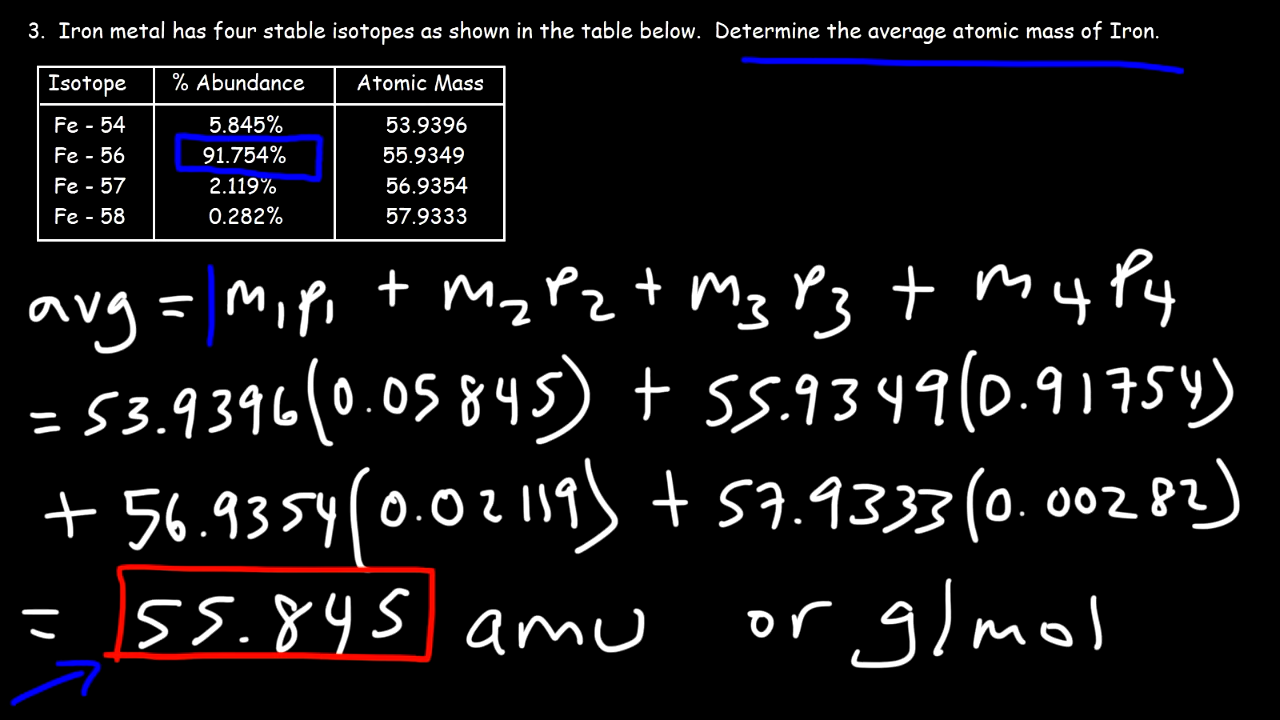 3. Iron metal has four stable isotopes as shown in the table below. Determine the average atomic mass of Iron.
Isotope % Abundance Atomic Mass
Fe - 54 5.845% 53.9396
Fe - 56 91.754% 55.9349
Fe - 57 2.119% 56.9354
Fe - 58 0.282% 57.9333
avg = m₁p₁ + m₂P₂ + m₃P₃ + m₄P₄
= 53.9396(0.05845) + 55.9349(0.91754)
+ 56.9354(0.02119) + 57.9333(0.00282)
= 55.845 amu or g/mol